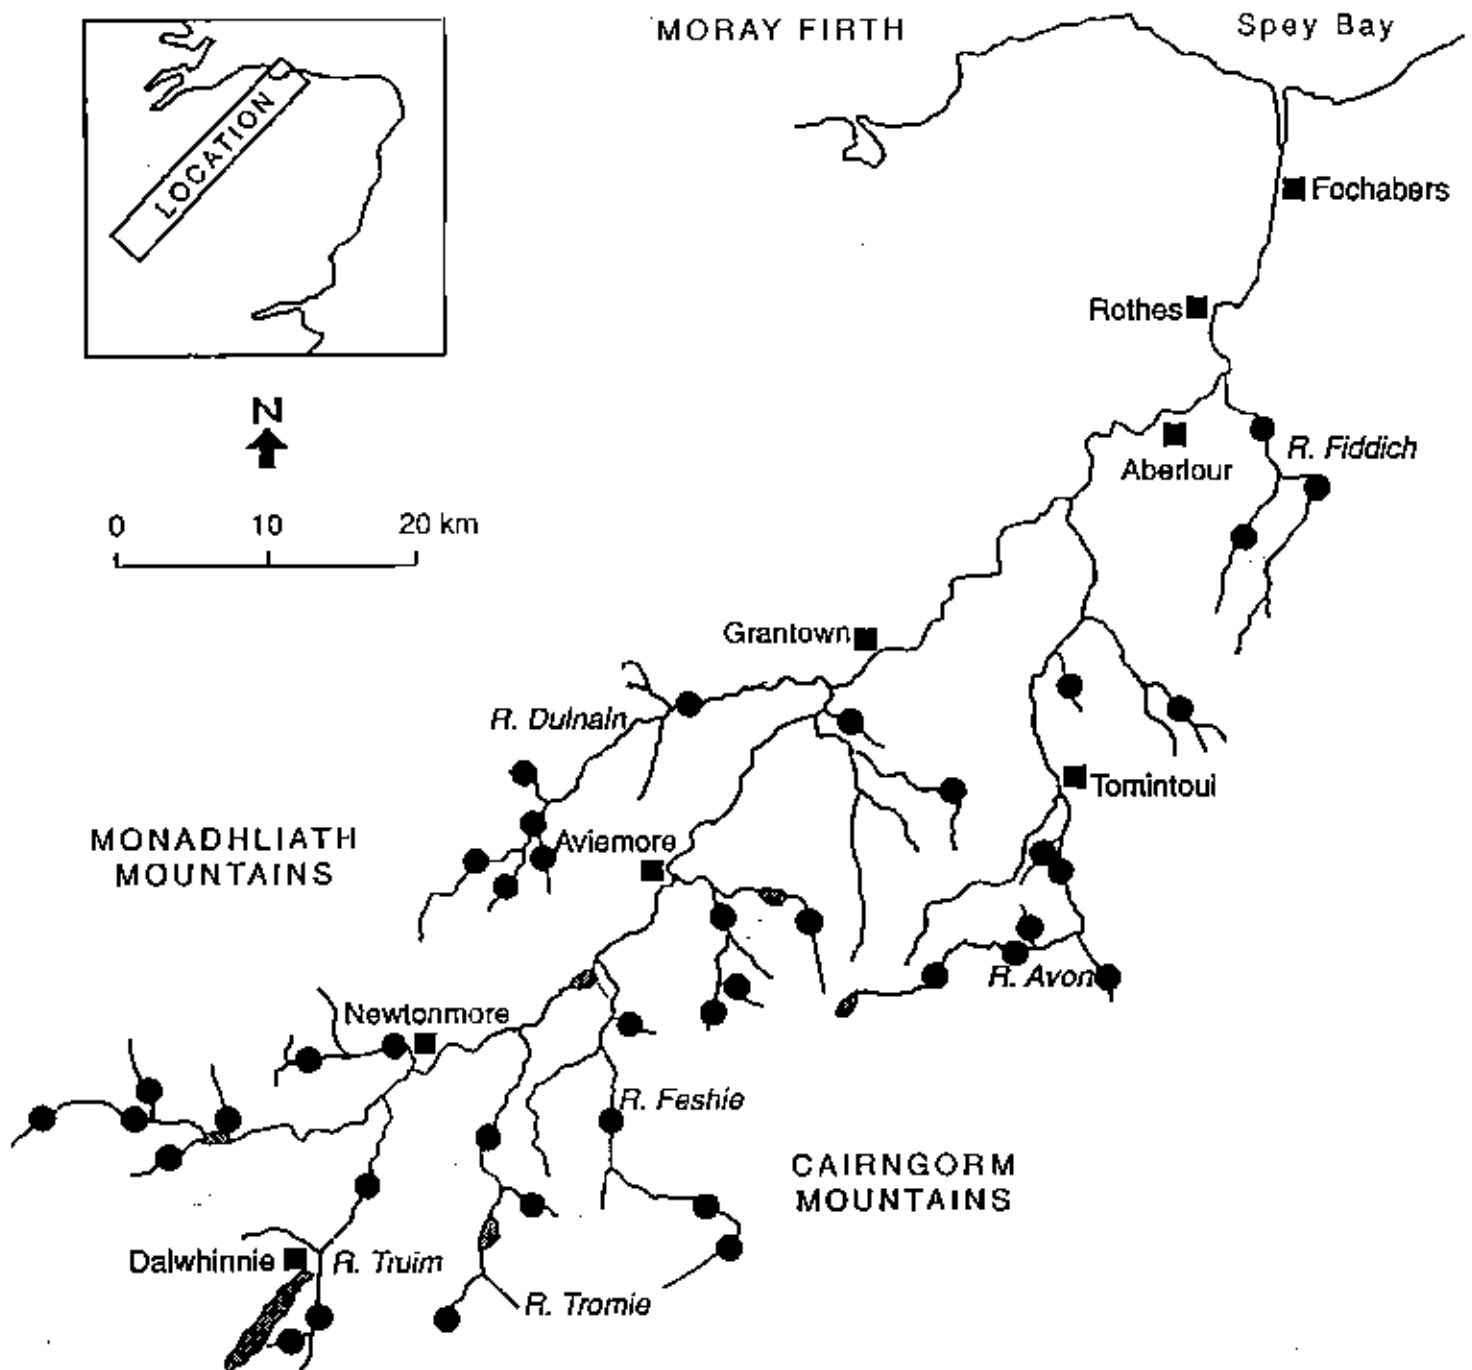 MORAY FIRTH
Spey Bay
LOCATION
Fochabers
N
Rothes
R. Fiddich
Aberlour
0 10 20 km
Grantown
R. Dulnain
Tomintoul
MONADHLIATH
MOUNTAINS
Aviemore
R. Avon
Newtonmore
R. Feshie
CAIRNGORM
MOUNTAINS
Dalwhinnie
R. Truim
R. Tromie